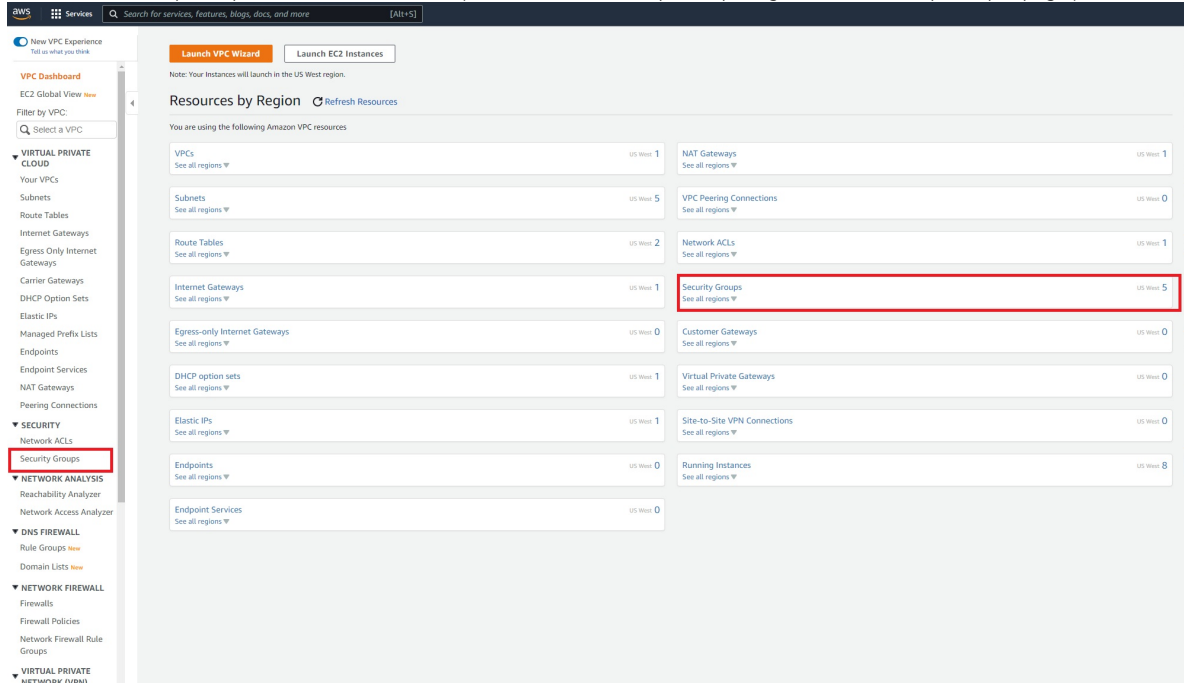 aws
Services
Search for services, features, blogs, docs, and more
[Alt+S]
New VPC Experience
Tell us what you think
VPC Dashboard
EC2 Global View New
Filter by VPC:
Select a VPC
VIRTUAL PRIVATE
CLOUD
Your VPCs
Subnets
Route Tables
Internet Gateways
Egress Only Internet
Gateways
Carrier Gateways
DHCP Option Sets
Elastic IPs
Managed Prefix Lists
Endpoints
Endpoint Services
NAT Gateways
Peering Connections
SECURITY
Network ACLs
Security Groups
NETWORK ANALYSIS
Reachability Analyzer
Network Access Analyzer
DNS FIREWALL
Rule Groups New
Domain Lists New
NETWORK FIREWALL
Firewalls
Firewall Policies
Network Firewall Rule
Groups
VIRTUAL PRIVATE
NETWORK (VPN)
Launch VPC Wizard
Launch EC2 Instances
Note: Your Instances will launch in the US West region.
Resources by Region
Refresh Resources
You are using the following Amazon VPC resources
VPCs US West 1
See all regions
NAT Gateways US West 1
See all regions
Subnets US West 5
See all regions
VPC Peering Connections US West 0
See all regions
Route Tables US West 2
See all regions
Network ACLs US West 1
See all regions
Internet Gateways US West 1
See all regions
Security Groups US West 5
See all regions
Egress-only Internet Gateways US West 0
See all regions
Customer Gateways US West 0
See all regions
DHCP option sets US West 1
See all regions
Virtual Private Gateways US West 0
See all regions
Elastic IPs US West 1
See all regions
Site-to-Site VPN Connections US West 0
See all regions
Endpoints US West 0
See all regions
Running Instances US West 8
See all regions
Endpoint Services US West 0
See all regions